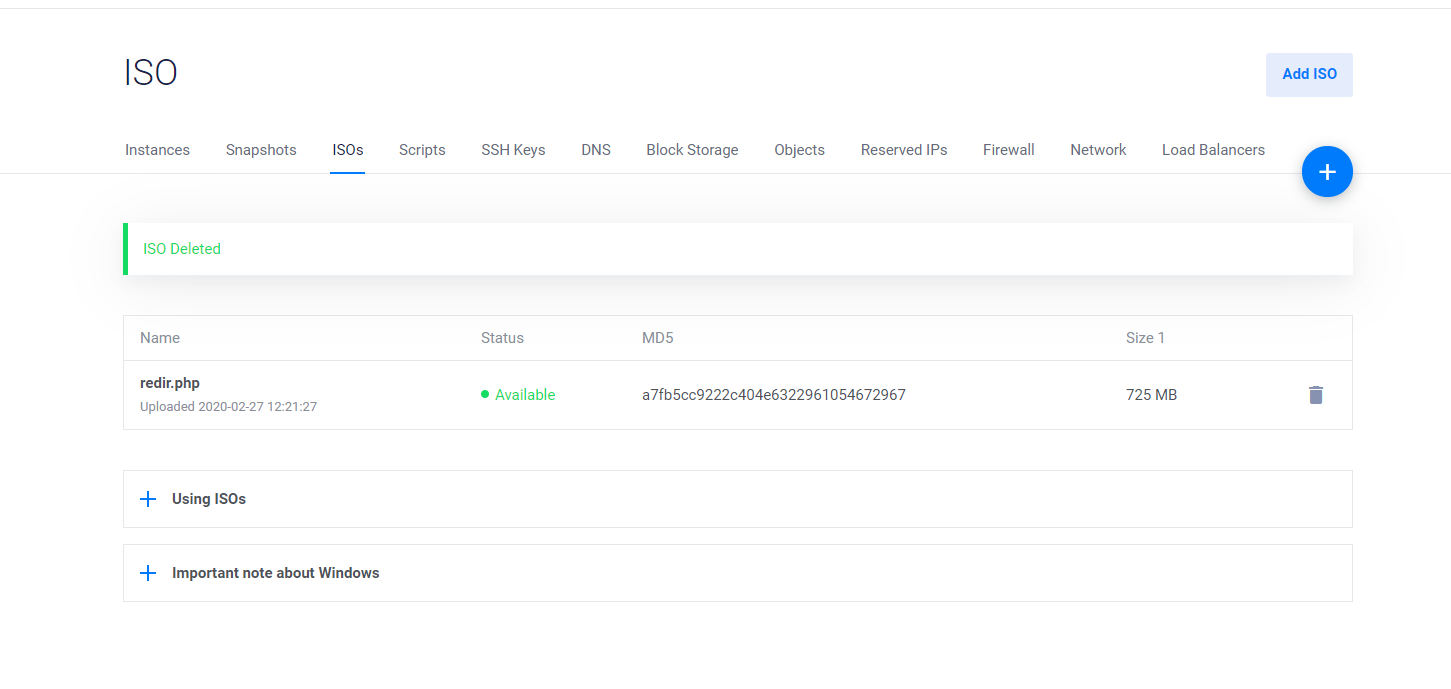 ISO
Add ISO
Instances Snapshots ISOs Scripts SSH Keys DNS Block Storage Objects Reserved IPs Firewall Network Load Balancers
ISO Deleted
Name Status MD5 Size 1
redir.php
Uploaded 2020-02-27 12:21:27
Available a7fb5cc9222c404e6322961054672967 725 MB
Using ISOs
Important note about Windows